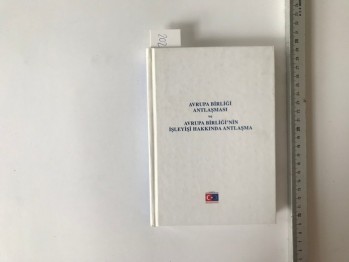 AVRUPA BİRLİĞİ
ANTLAŞMASI
ve
AVRUPA BİRLİĞİ'NİN
İŞLEYİŞİ HAKKINDA ANTLAŞMA